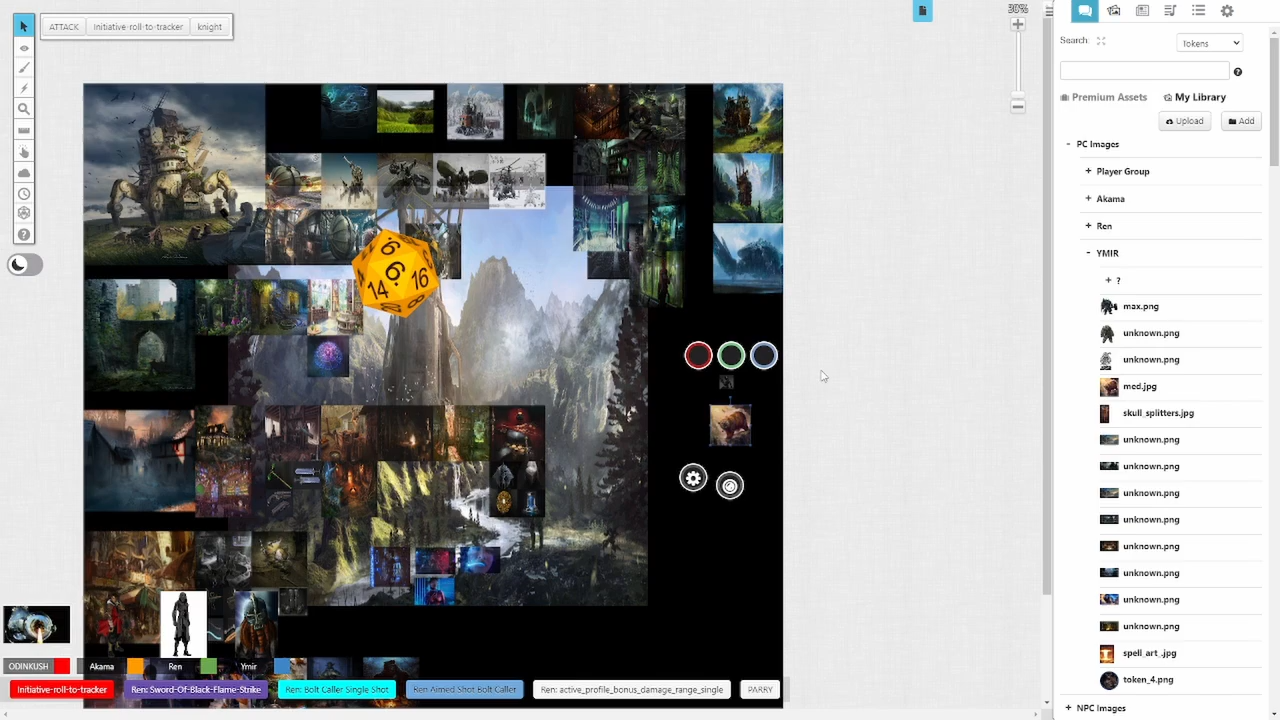 ATTACK Initiative-roll-to-tracker knight
30%
Search:
Tokens
Premium Assets My Library
Upload Add
PC Images
Player Group
Akama
Ren
YMIR
?
max.png
unknown.png
unknown.png
med.jpg
skull_splitters.jpg
unknown.png
unknown.png
unknown.png
unknown.png
unknown.png
unknown.png
unknown.png
unknown.png
spell_art_.jpg
token_4.png
NPC Images
6
6.
14
16
8
ODINKUSH Akama Ren Ymir
Initiative-roll-to-tracker Ren: Sword-Of-Black-Flame-Strike Ren: Bolt Caller Single Shot Ren Aimed Shot Bolt Caller Ren: active_profile_bonus_damage_range_single PARRY